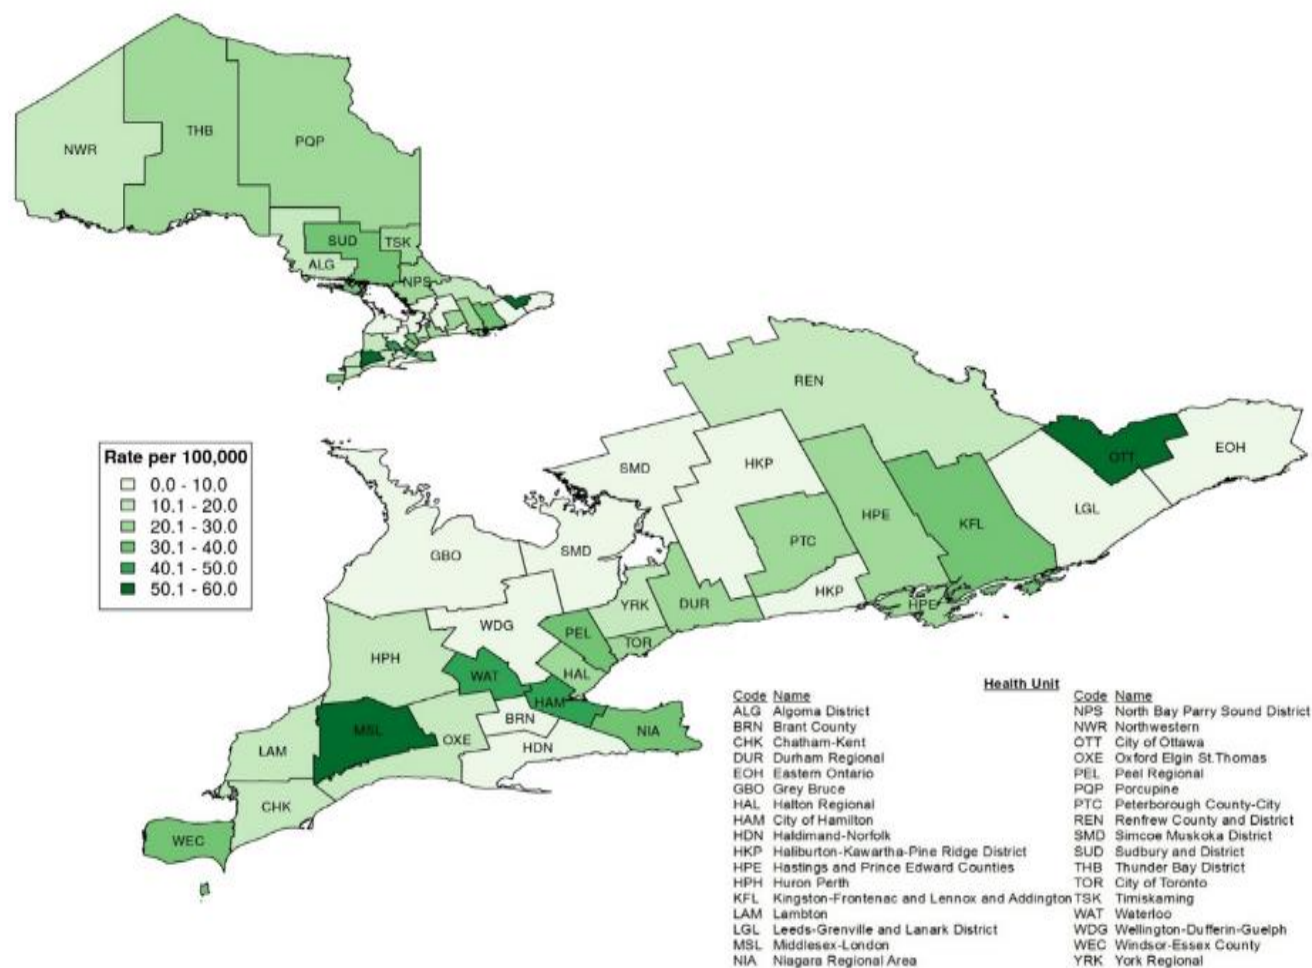 THB
PQP
NWR
SUD
TSK
ALG
NPS
REN
Rate per 100,000
0.0 - 10.0
10.1 - 20.0
20.1 - 30.0
30.1 - 40.0
40.1 - 50.0
50.1 - 60.0
SMD
HKP
OTT
EOH
LGL
HPE
KFL
PTC
GBO
SMD
HKP
HPE
YRK
DUR
WDG
PEL
TOR
HPH
WAT
HAL
HAM
BRN
NIA
MSL
OXE
HDN
LAM
CHK
WEC
Health Unit
Code Name
ALG Algoma District
BRN Brant County
CHK Chatham-Kent
DUR Durham Regional
EOH Eastern Ontario
GBO Grey Bruce
HAL Halton Regional
HAM City of Hamilton
HDN Haldimand-Norfolk
HKP Haliburton-Kawartha-Pine Ridge District
HPE Hastings and Prince Edward Counties
HPH Huron Perth
KFL Kingston-Frontenac and Lennox and Addington
LAM Lambton
LGL Leeds-Grenville and Lanark District
MSL Middlesex-London
NIA Niagara Regional Area
Code Name
NPS North Bay Parry Sound District
NWR Northwestern
OTT City of Ottawa
OXE Oxford Elgin St.Thomas
PEL Peel Regional
PQP Porcupine
PTC Peterborough County-City
REN Renfrew County and District
SMD Simcoe Muskoka District
SUD Sudbury and District
THB Thunder Bay District
TOR City of Toronto
TSK Timiskaming
WAT Waterloo
WDG Wellington-Dufferin-Guelph
WEC Windsor-Essex County
YRK York Regional